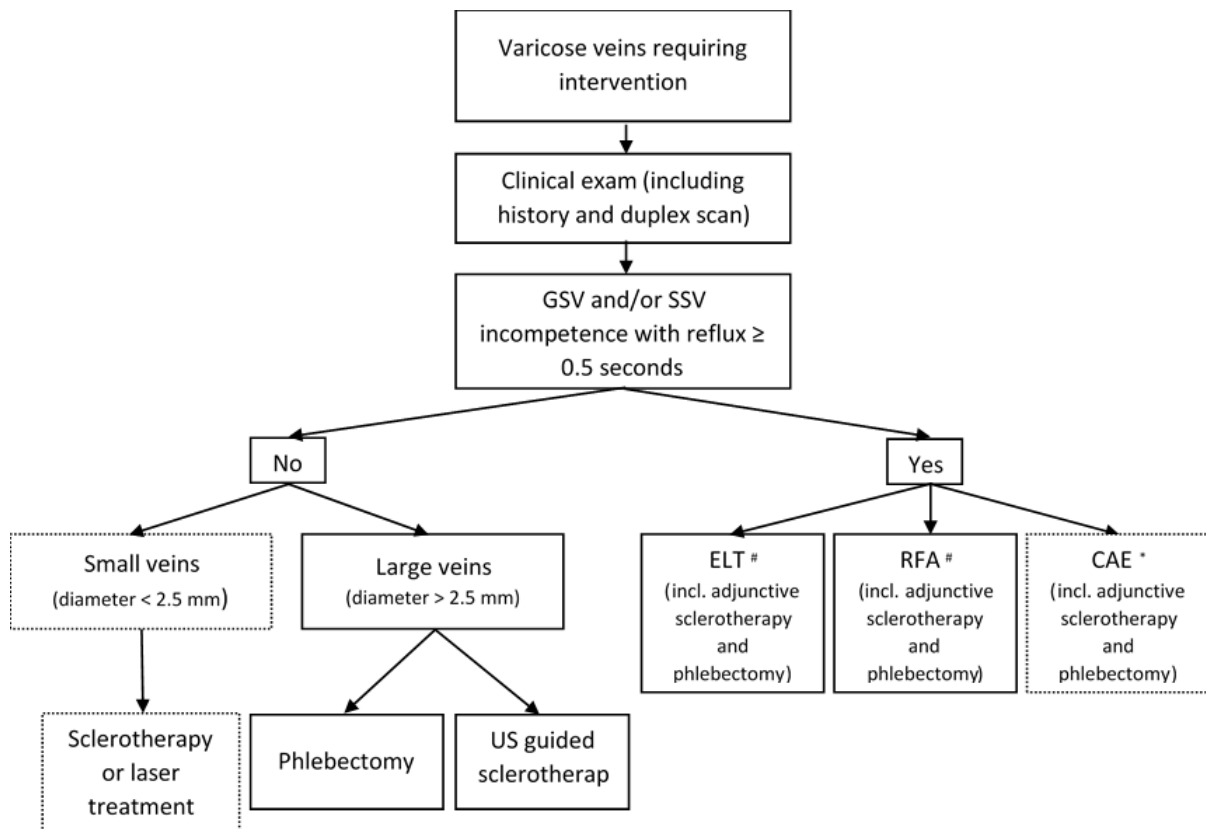 Varicose veins requiring
intervention
Clinical exam (including
history and duplex scan)
GSV and/or SSV
incompetence with reflux ≥
0.5 seconds
No
Yes
Small veins
(diameter < 2.5 mm)
Large veins
(diameter > 2.5 mm)
ELT #
(incl. adjunctive
sclerotherapy
and
phlebectomy)
RFA #
(incl. adjunctive
sclerotherapy
and
phlebectomy)
CAE *
(incl. adjunctive
sclerotherapy
and
phlebectomy)
Sclerotherapy
or laser
treatment
Phlebectomy
US guided
sclerotherap